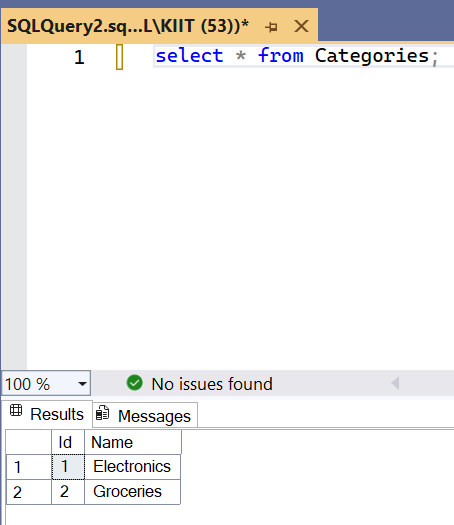 SQLQuery2.sq...L\KIIT (53))*
1 select * from Categories;
100 %
No issues found
Results Messages
Id Name
1 1 Electronics
2 2 Groceries